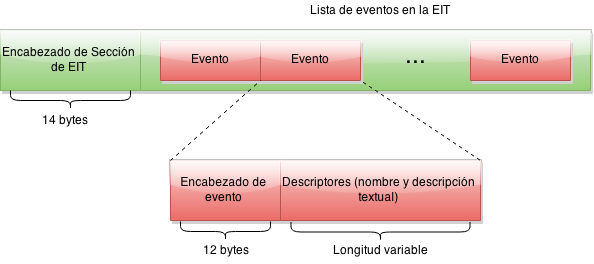 Lista de eventos en la EIT
Encabezado de Sección
de EIT
Evento
Evento
...
Evento
14 bytes
Encabezado de
evento
Descriptores (nombre y descripción
textual)
12 bytes
Longitud variable